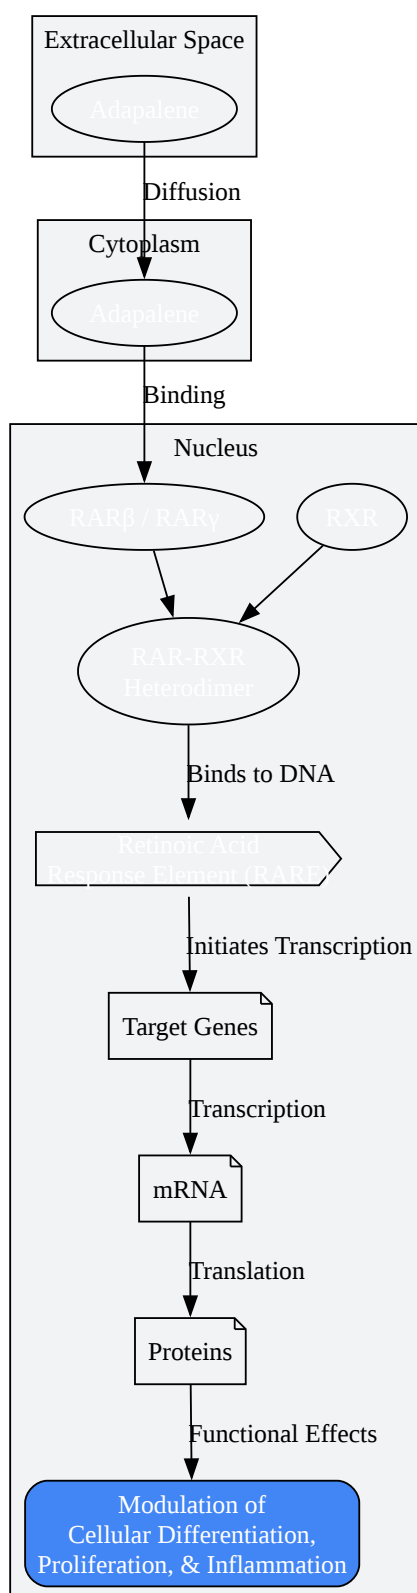 Extracellular Space
Adapalene
Diffusion
Cytoplasm
Adapalene
Binding
Nucleus
RARβ / RARγ
RXR
RAR-RXR
Heterodimer
Binds to DNA
Retinoic Acid
Response Element (RARE)
Initiates Transcription
Target Genes
Transcription
mRNA
Translation
Proteins
Functional Effects
Modulation of
Cellular Differentiation,
Proliferation, & Inflammation